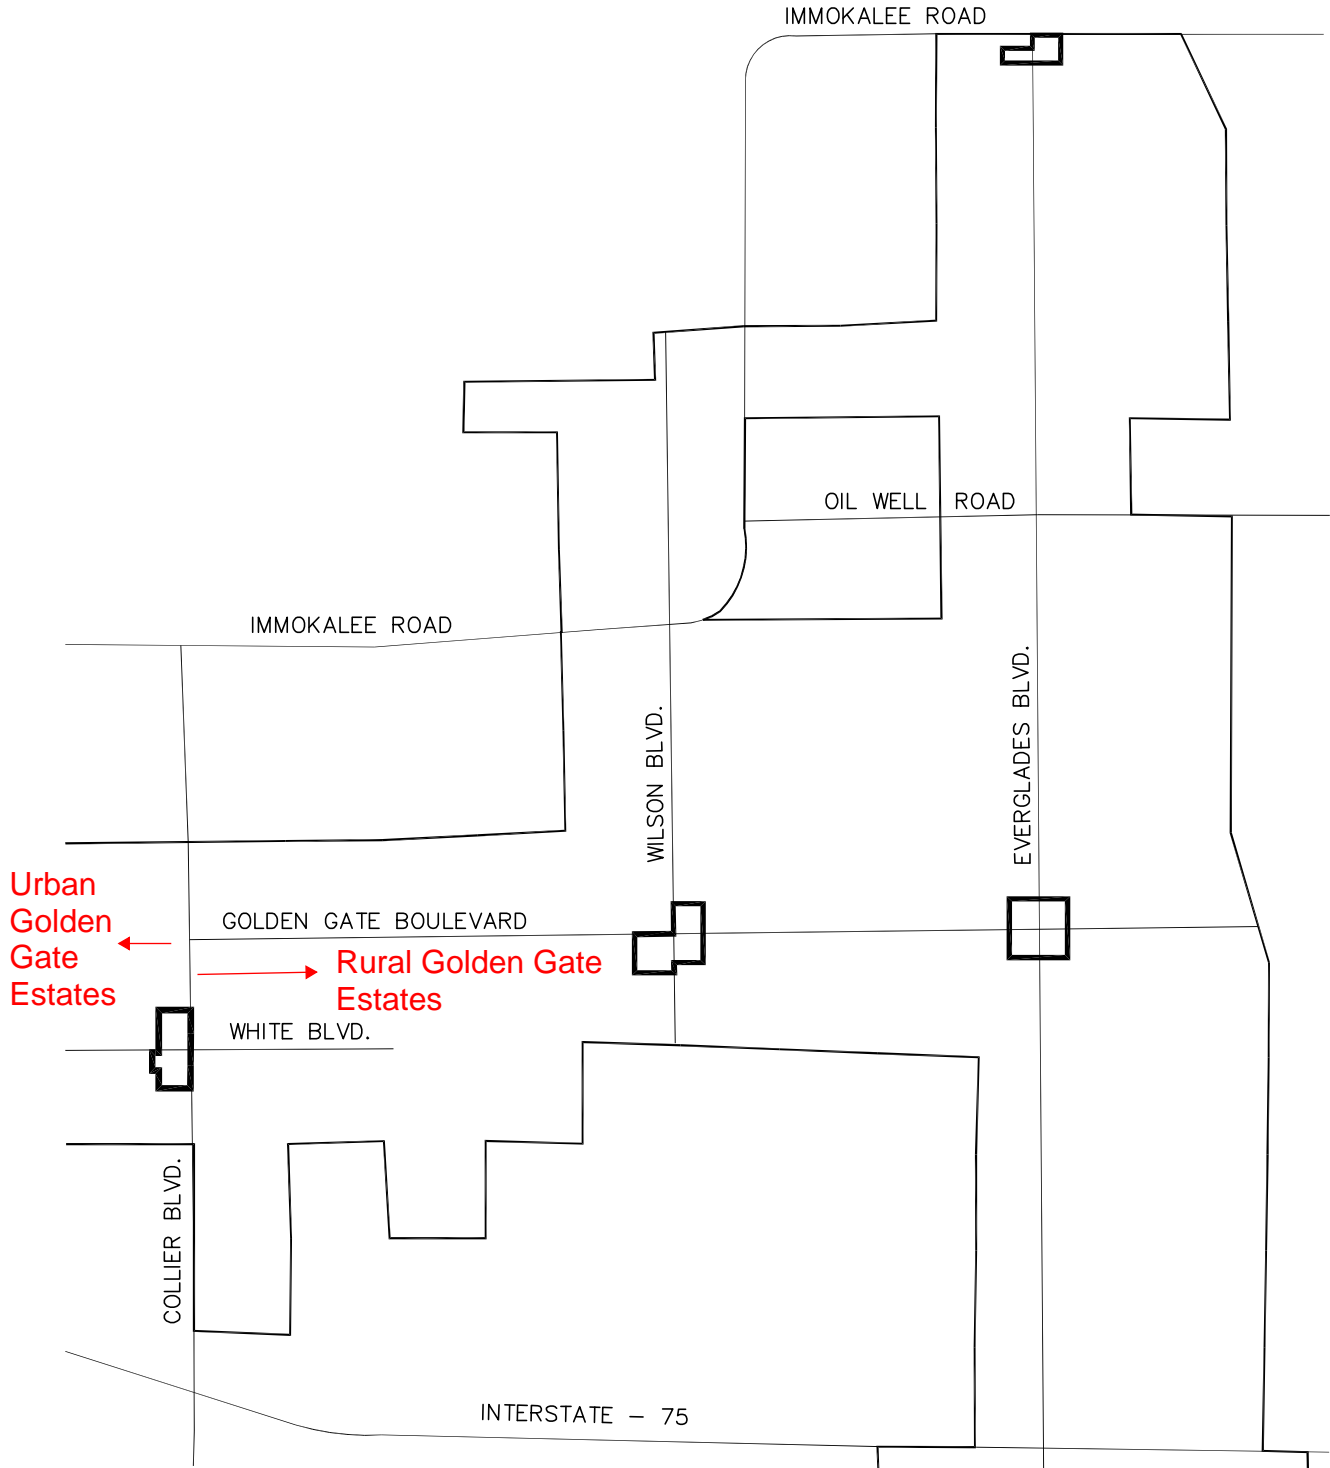 IMMOKALEE ROAD
OIL WELL ROAD
IMMOKALEE ROAD
EVERGLADES BLVD.
WILSON BLVD.
Urban
Golden
Gate
Estates
GOLDEN GATE BOULEVARD
Rural Golden Gate
Estates
WHITE BLVD.
COLLIER BLVD.
INTERSTATE - 75